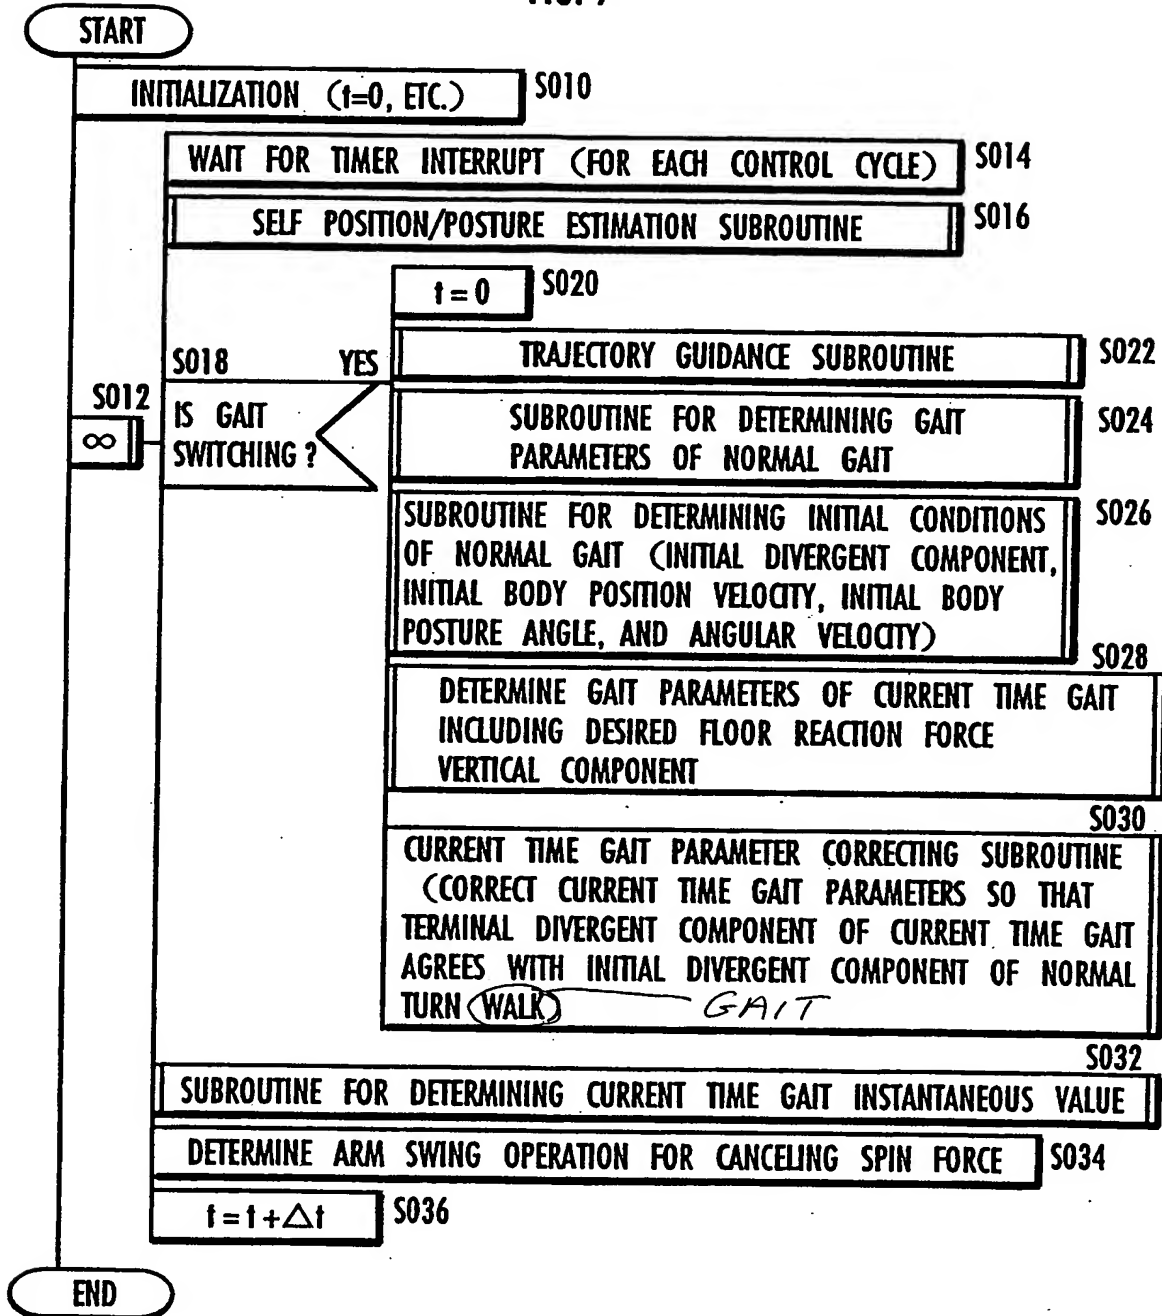 START
INITIALIZATION (t=0, ETC.) S010
WAIT FOR TIMER INTERRUPT (FOR EACH CONTROL CYCLE) S014
SELF POSITION/POSTURE ESTIMATION SUBROUTINE S016
t = 0 S020
TRAJECTORY GUIDANCE SUBROUTINE S022
S018 YES
S012
∞
IS GAIT
SWITCHING ?
SUBROUTINE FOR DETERMINING GAIT S024
PARAMETERS OF NORMAL GAIT
SUBROUTINE FOR DETERMINING INITIAL CONDITIONS S026
OF NORMAL GAIT (INITIAL DIVERGENT COMPONENT,
INITIAL BODY POSITION VELOCITY, INITIAL BODY
POSTURE ANGLE, AND ANGULAR VELOCITY)
S028
DETERMINE GAIT PARAMETERS OF CURRENT TIME GAIT
INCLUDING DESIRED FLOOR REACTION FORCE
VERTICAL COMPONENT
S030
CURRENT TIME GAIT PARAMETER CORRECTING SUBROUTINE
(CORRECT CURRENT TIME GAIT PARAMETERS SO THAT
TERMINAL DIVERGENT COMPONENT OF CURRENT TIME GAIT
AGREES WITH INITIAL DIVERGENT COMPONENT OF NORMAL
TURN WALK) GAIT
S032
SUBROUTINE FOR DETERMINING CURRENT TIME GAIT INSTANTANEOUS VALUE
DETERMINE ARM SWING OPERATION FOR CANCELING SPIN FORCE S034
t = t + △t S036
END